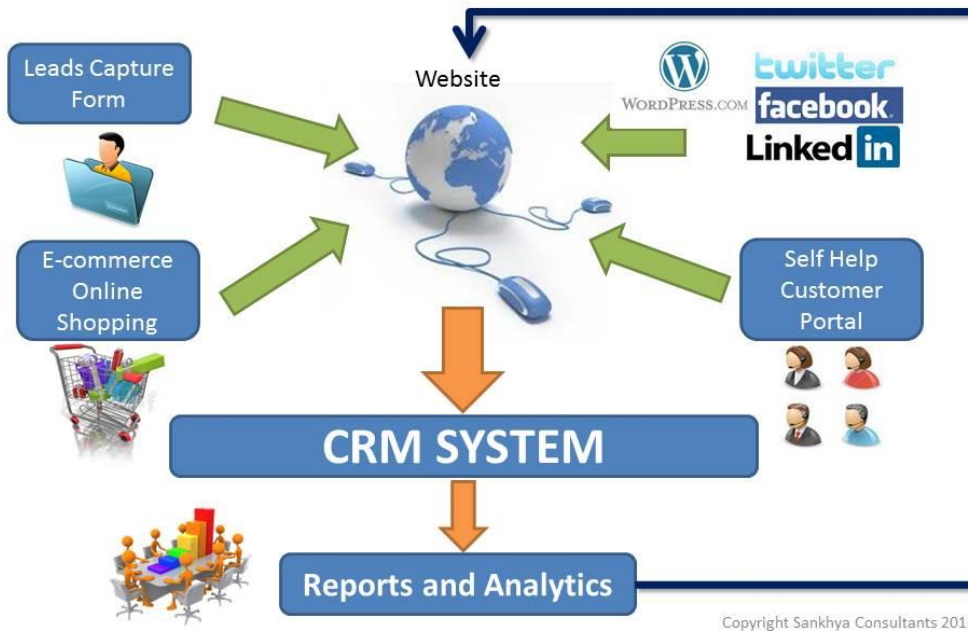 Leads Capture
Form
Website
WORDPRESS.COM
twitter
facebook
Linked in
E-commerce
Online
Shopping
Self Help
Customer
Portal
CRM SYSTEM
Reports and Analytics
Copyright Sankhya Consultants 201